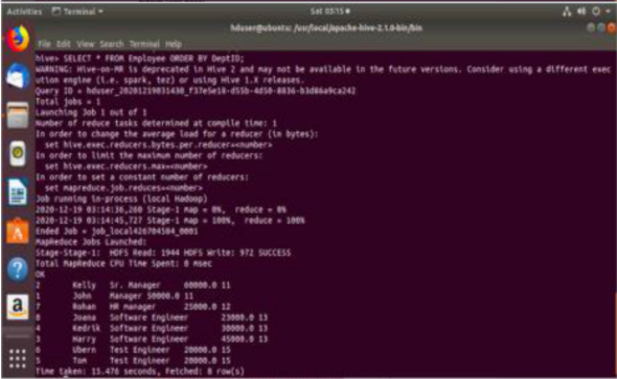 Activities Terminal Sat 03:15
hduser@ubuntu: /usr/local/apache-hive-2.1.0-bin/bin
File Edit View Search Terminal Help
hive> SELECT * FROM Employee ORDER BY DeptID;
WARNING: Hive-on-MR is deprecated in Hive 2 and may not be available in the future versions. Consider using a different exec
ution engine (i.e. spark, tez) or using Hive 1.X releases.
Query ID = hduser_20201219031430_f37e5e18-d55b-4d50-8836-b3d86a9ca242
Total jobs = 1
Launching Job 1 out of 1
Number of reduce tasks determined at compile time: 1
In order to change the average load for a reducer (in bytes):
set hive.exec.reducers.bytes.per.reducer=<number>
In order to limit the maximum number of reducers:
set hive.exec.reducers.max=<number>
In order to set a constant number of reducers:
set mapreduce.job.reduces=<number>
Job running in-process (local Hadoop)
2020-12-19 03:14:36,260 Stage-1 map = 0%, reduce = 0%
2020-12-19 03:14:45,727 Stage-1 map = 100%, reduce = 100%
Ended Job = job_local426704584_0001
MapReduce Jobs Launched:
Stage-Stage-1: HDFS Read: 1944 HDFS Write: 972 SUCCESS
Total MapReduce CPU Time Spent: 0 msec
OK
2 Kelly Sr. Manager 60000.0 11
1 John Manager 50000.0 11
7 Rohan HR manager 25000.0 12
8 Joana Software Engineer 23000.0 13
4 Kedrik Software Engineer 30000.0 13
3 Harry Software Engineer 45000.0 13
6 Ubern Test Engineer 20000.0 15
5 Tom Test Engineer 20000.0 15
Time taken: 15.476 seconds, Fetched: 8 row(s)